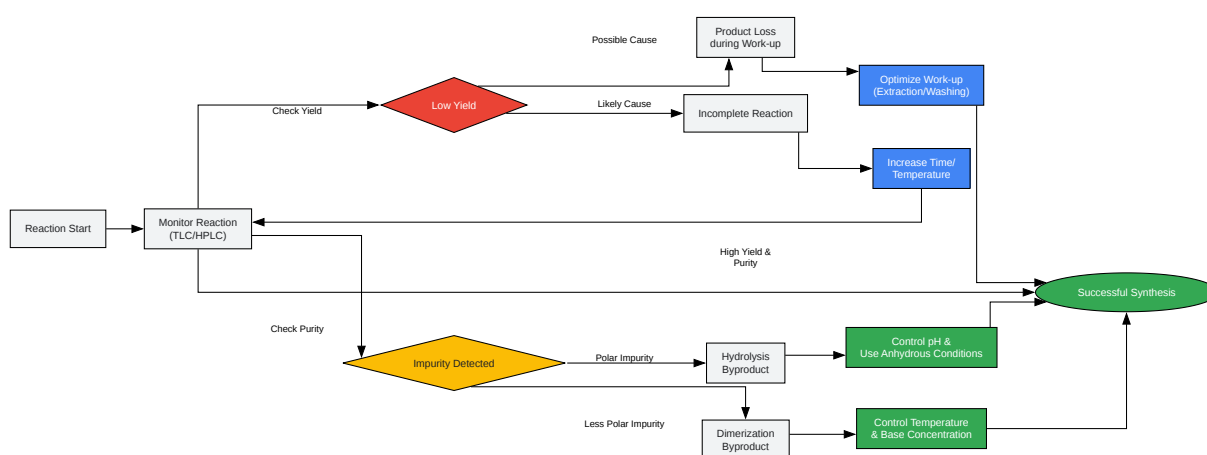 Product Loss
during Work-up
Possible Cause
Optimize Work-up
(Extraction/Washing)
Low Yield
Likely Cause
Check Yield
Incomplete Reaction
Increase Time/
Temperature
Reaction Start
Monitor Reaction
(TLC/HPLC)
High Yield &
Purity
Successful Synthesis
Check Purity
Control pH &
Use Anhydrous Conditions
Impurity Detected
Polar Impurity
Hydrolysis
Byproduct
Less Polar Impurity
Dimerization
Byproduct
Control Temperature
& Base Concentration